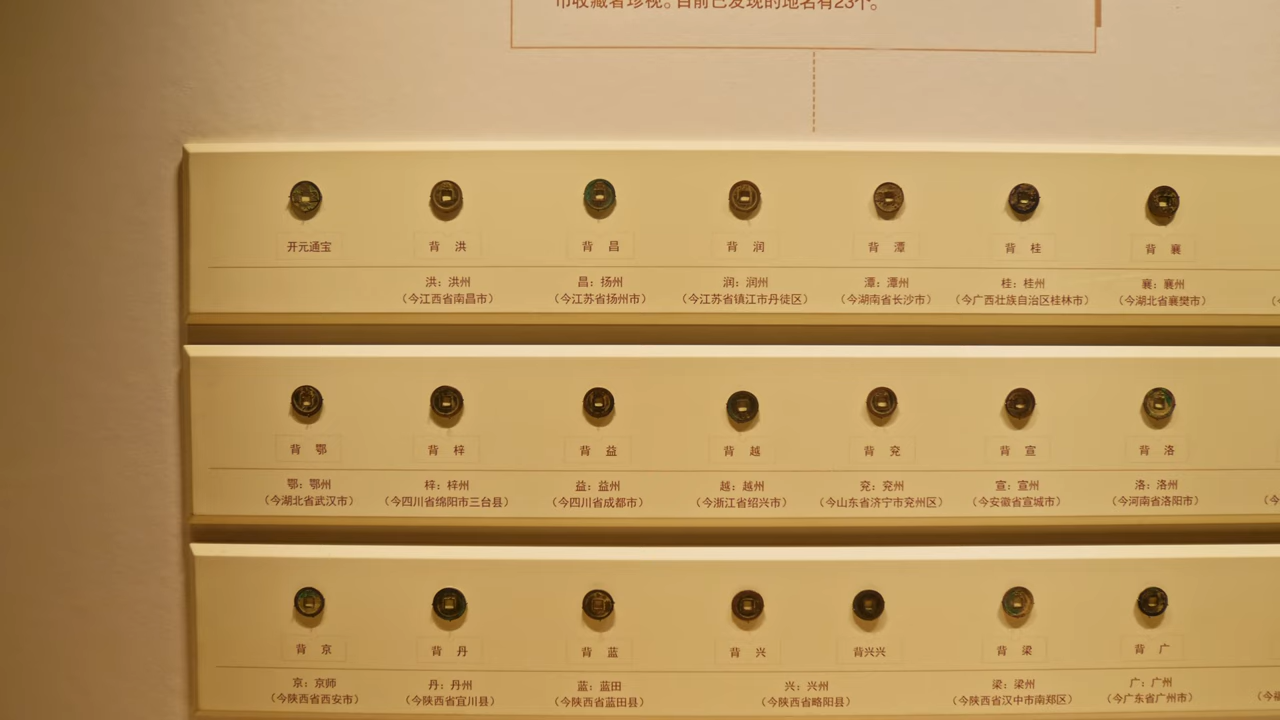 币收藏者珍视。目前已发现的地名有23个。
开元通宝 背 洪 背 昌 背 润 背 潭 背 桂 背 襄
洪：洪州 昌：扬州 润：润州 潭：潭州 桂：桂州 襄：襄州
（今江西省南昌市） （今江苏省扬州市） （今江苏省镇江市丹徒区） （今湖南省长沙市） （今广西壮族自治区桂林市） （今湖北省襄樊市）
背 鄂 背 梓 背 益 背 越 背 兖 背 宣 背 洛
鄂：鄂州 梓：梓州 益：益州 越：越州 兖：兖州 宣：宣州 洛：洛州
（今湖北省武汉市） （今四川省绵阳市三台县） （今四川省成都市） （今浙江省绍兴市） （今山东省济宁市兖州区） （今安徽省宣城市） （今河南省洛阳市）
背 京 背 丹 背 蓝 背 兴 背兴兴 背 梁 背 广
京：京师 丹：丹州 蓝：蓝田 兴：兴州 梁：梁州 广：广州
（今陕西省西安市） （今陕西省宜川县） （今陕西省蓝田县） （今陕西省略阳县） （今陕西省汉中市南郑区） （今广东省广州市）